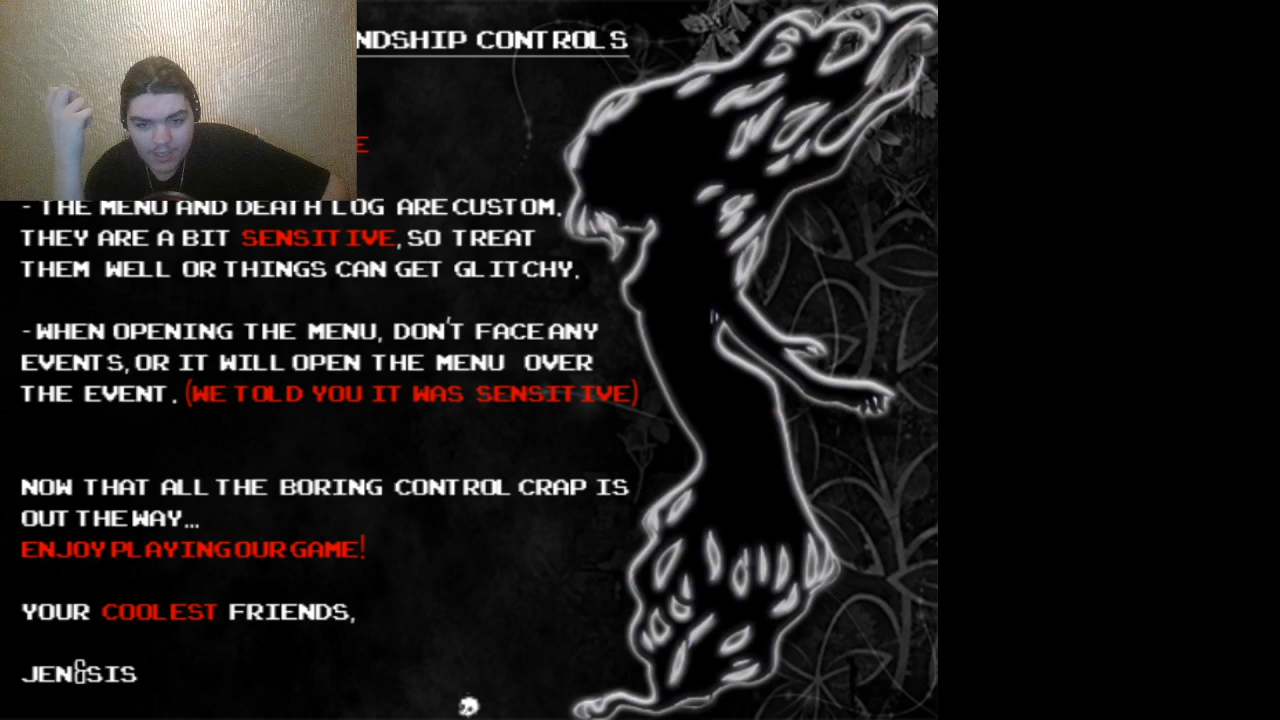 NDSHIP CONTROLS
E
- THE MENU AND DEATH LOG ARE CUSTOM.
THEY ARE A BIT SENSITIVE, SO TREAT
THEM WELL OR THINGS CAN GET GLITCHY.
- WHEN OPENING THE MENU, DON'T FACE ANY
EVENTS, OR IT WILL OPEN THE MENU OVER
THE EVENT. (WE TOLD YOU IT WAS SENSITIVE)
NOW THAT ALL THE BORING CONTROL CRAP IS
OUT THE WAY...
ENJOY PLAYING OUR GAME!
YOUR COOLEST FRIENDS,